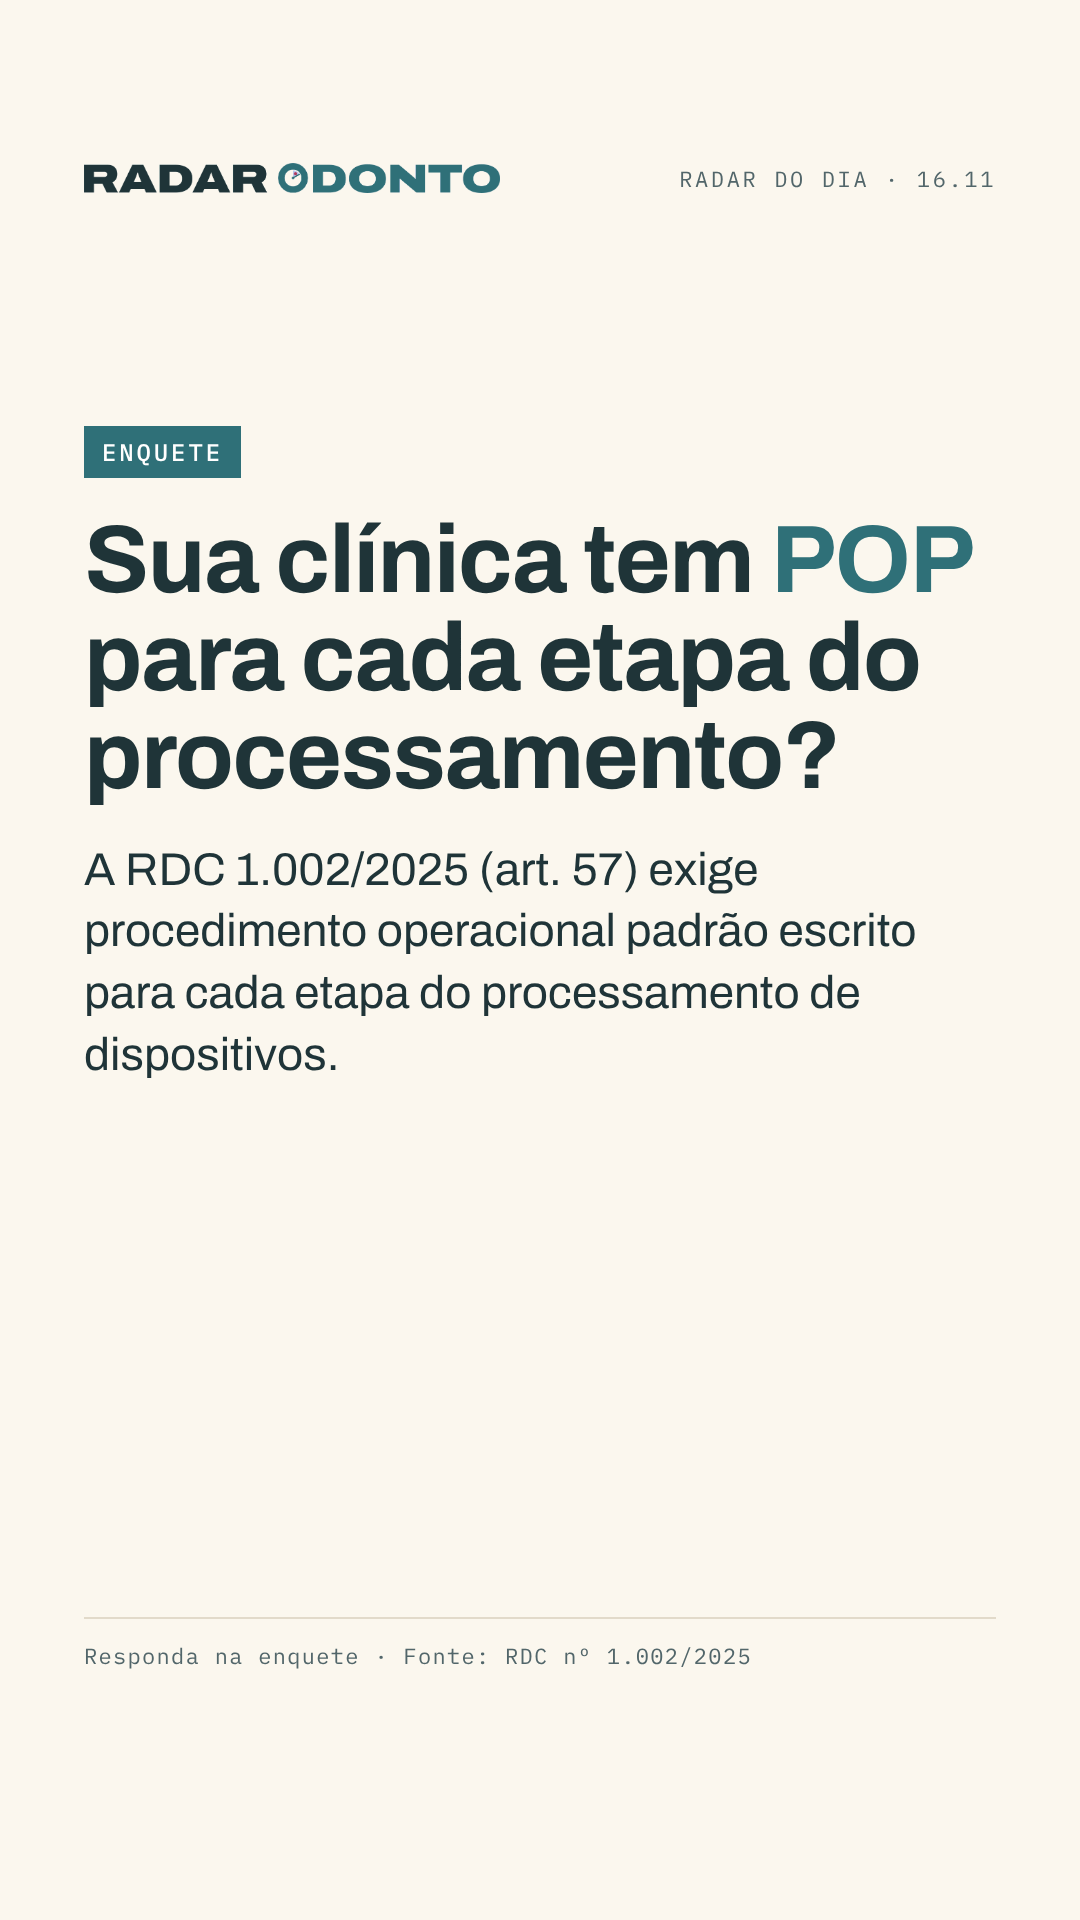 RADAR ODONTO
RADAR DO DIA · 16.11
ENQUETE
Sua clínica tem POP
para cada etapa do
processamento?
A RDC 1.002/2025 (art. 57) exige
procedimento operacional padrão escrito
para cada etapa do processamento de
dispositivos.
Responda na enquete · Fonte: RDC nº 1.002/2025